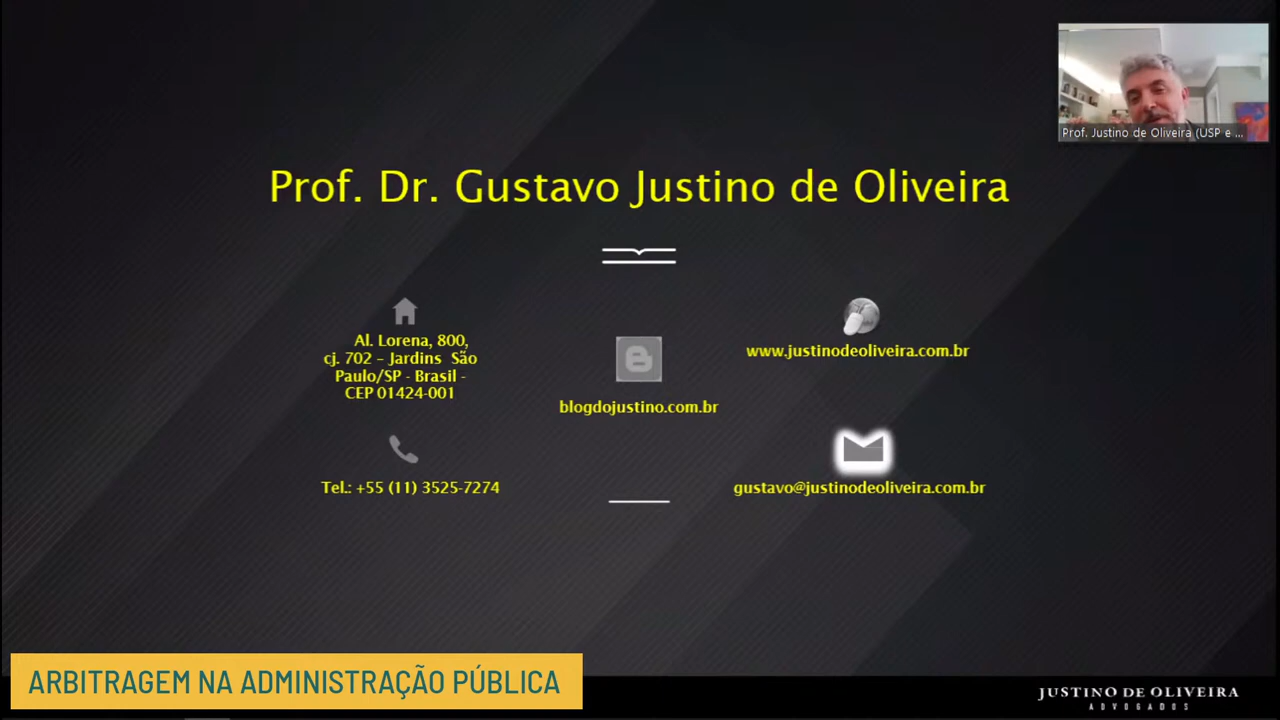 Prof. Justino de Oliveira (USP e ...
Prof. Dr. Gustavo Justino de Oliveira
Al. Lorena, 800,
cj. 702 – Jardins São
Paulo/SP - Brasil -
CEP 01424-001
Tel.: +55 (11) 3525-7274
blogdojustino.com.br
www.justinodeoliveira.com.br
gustavo@justinodeoliveira.com.br
ARBITRAGEM NA ADMINISTRAÇÃO PÚBLICA
JUSTINO DE OLIVEIRA
ADVOGADOS